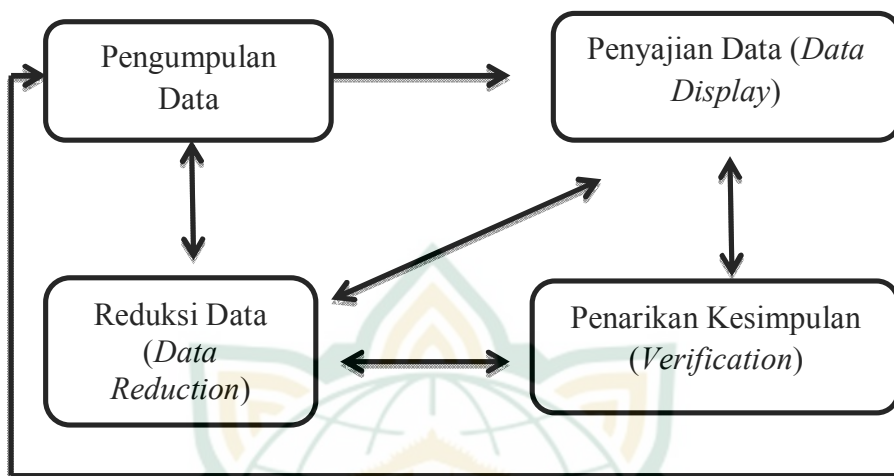 Pengumpulan
Data
Penyajian Data (Data
Display)
Reduksi Data
(Data
Reduction)
Penarikan Kesimpulan
(Verification)